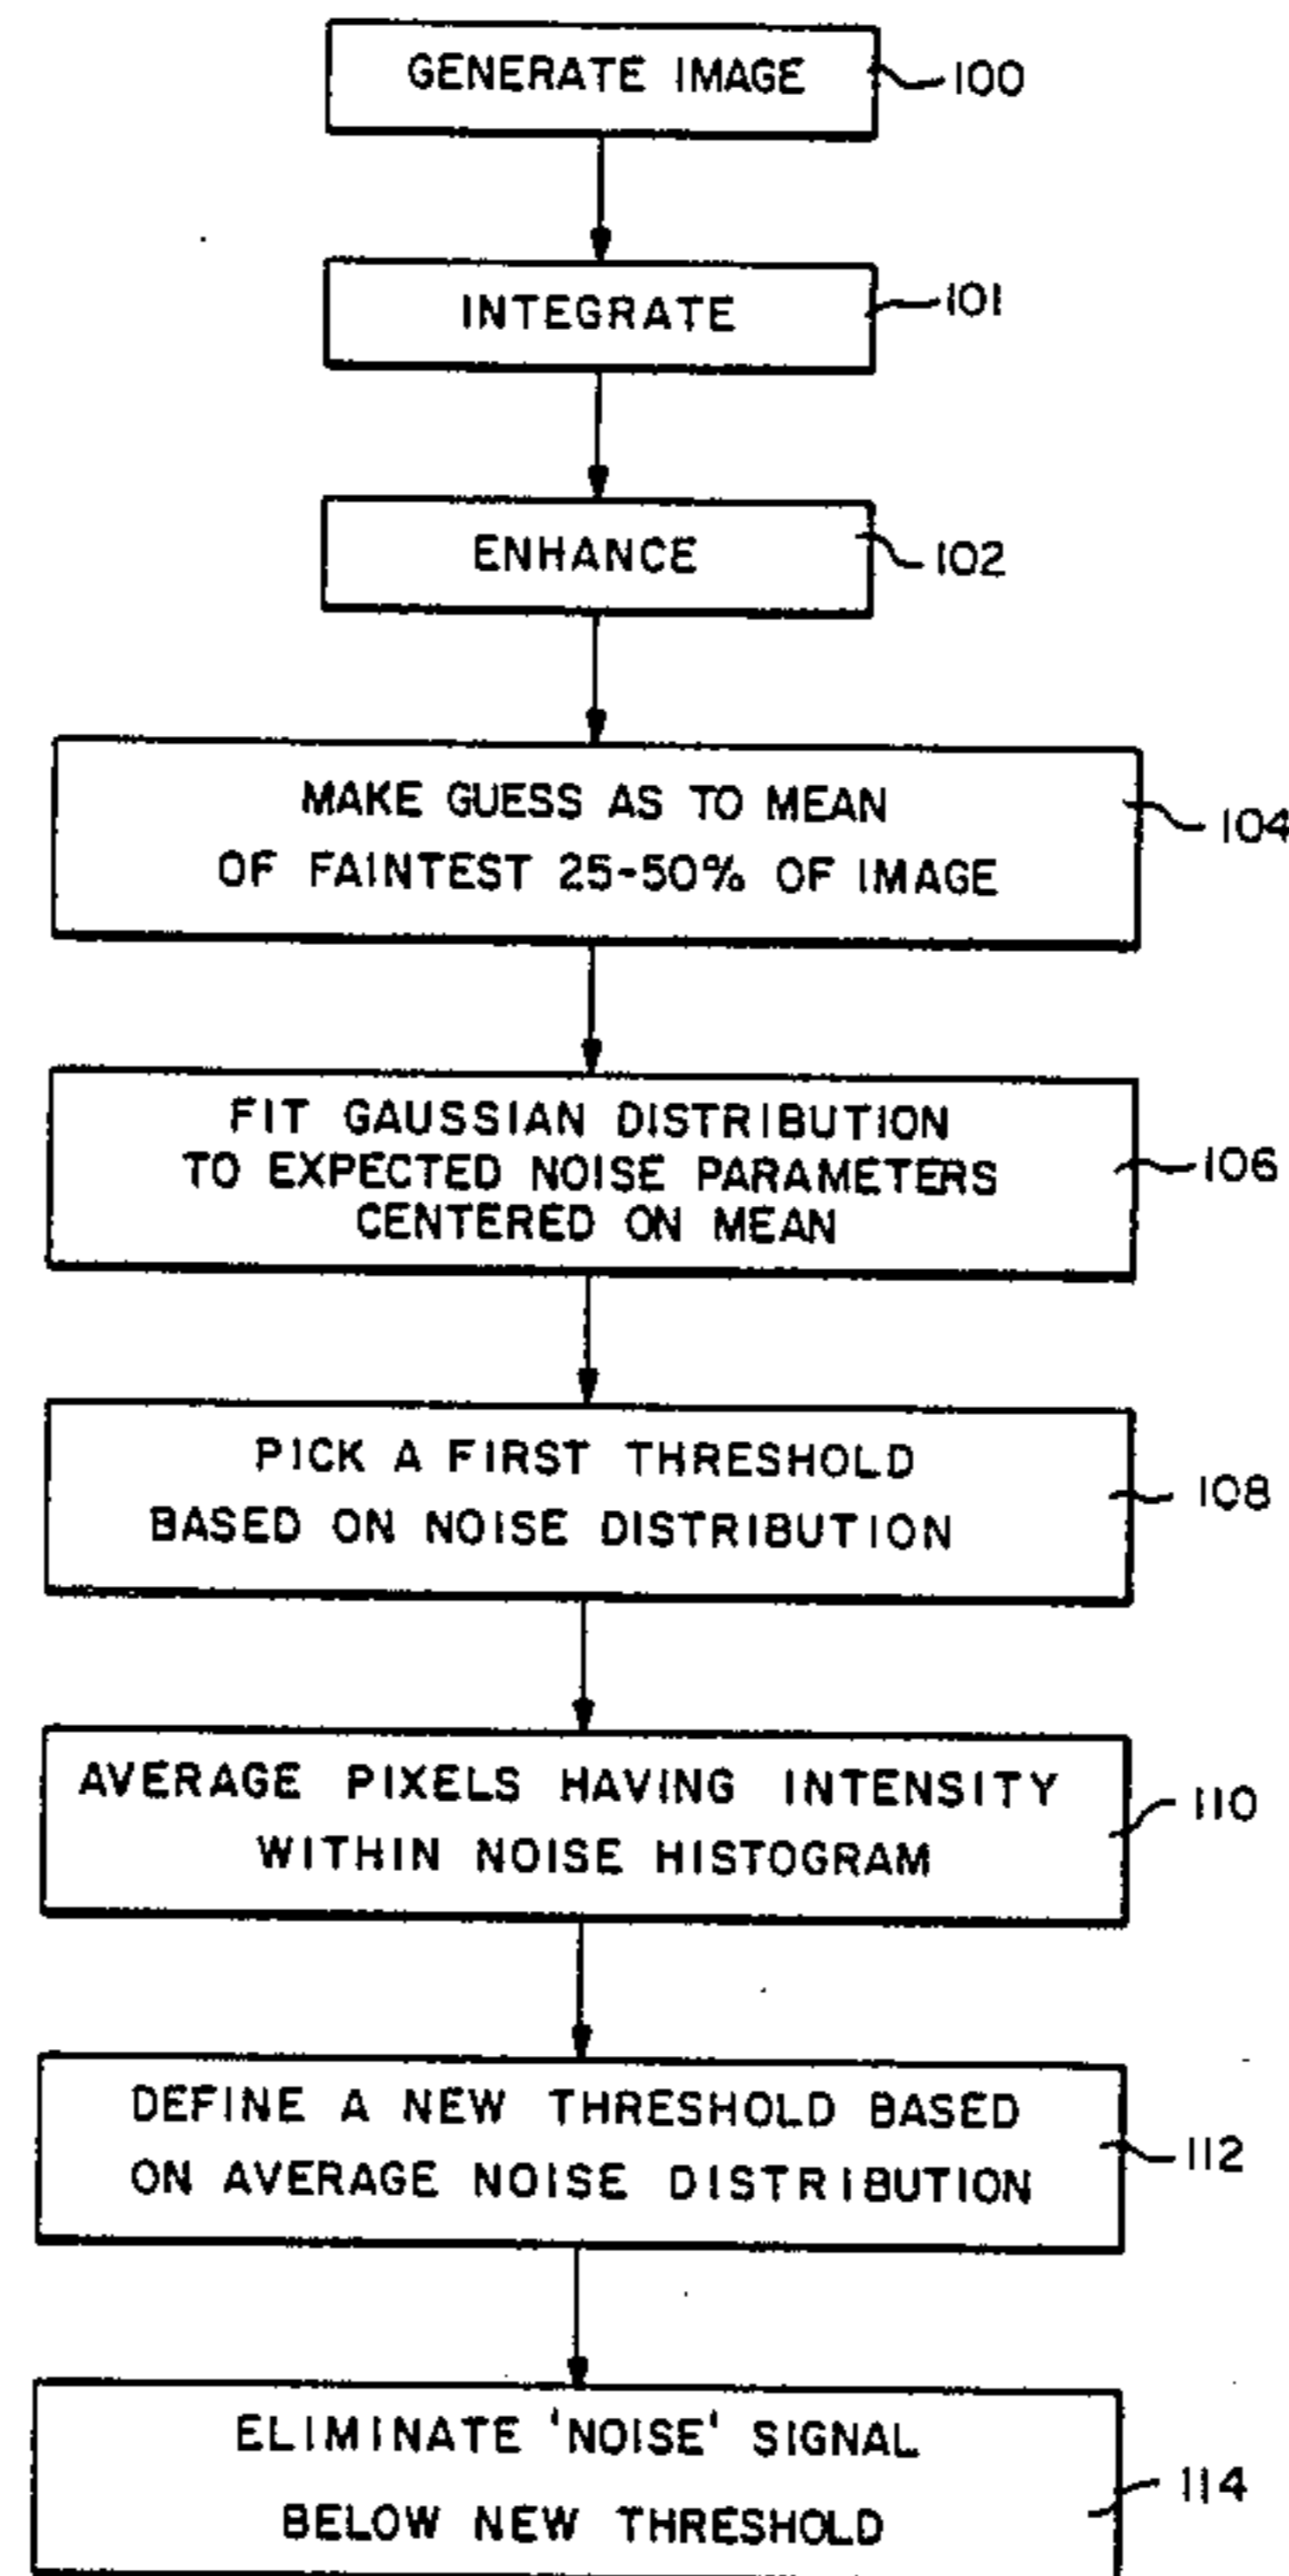 GENERATE IMAGE
100
INTEGRATE
101
ENHANCE
102
MAKE GUESS AS TO MEAN
OF FAINTEST 25-50% OF IMAGE
104
FIT GAUSSIAN DISTRIBUTION
TO EXPECTED NOISE PARAMETERS
CENTERED ON MEAN
106
PICK A FIRST THRESHOLD
BASED ON NOISE DISTRIBUTION
108
AVERAGE PIXELS HAVING INTENSITY
WITHIN NOISE HISTOGRAM
110
DEFINE A NEW THRESHOLD BASED
ON AVERAGE NOISE DISTRIBUTION
112
ELIMINATE 'NOISE' SIGNAL
BELOW NEW THRESHOLD
114